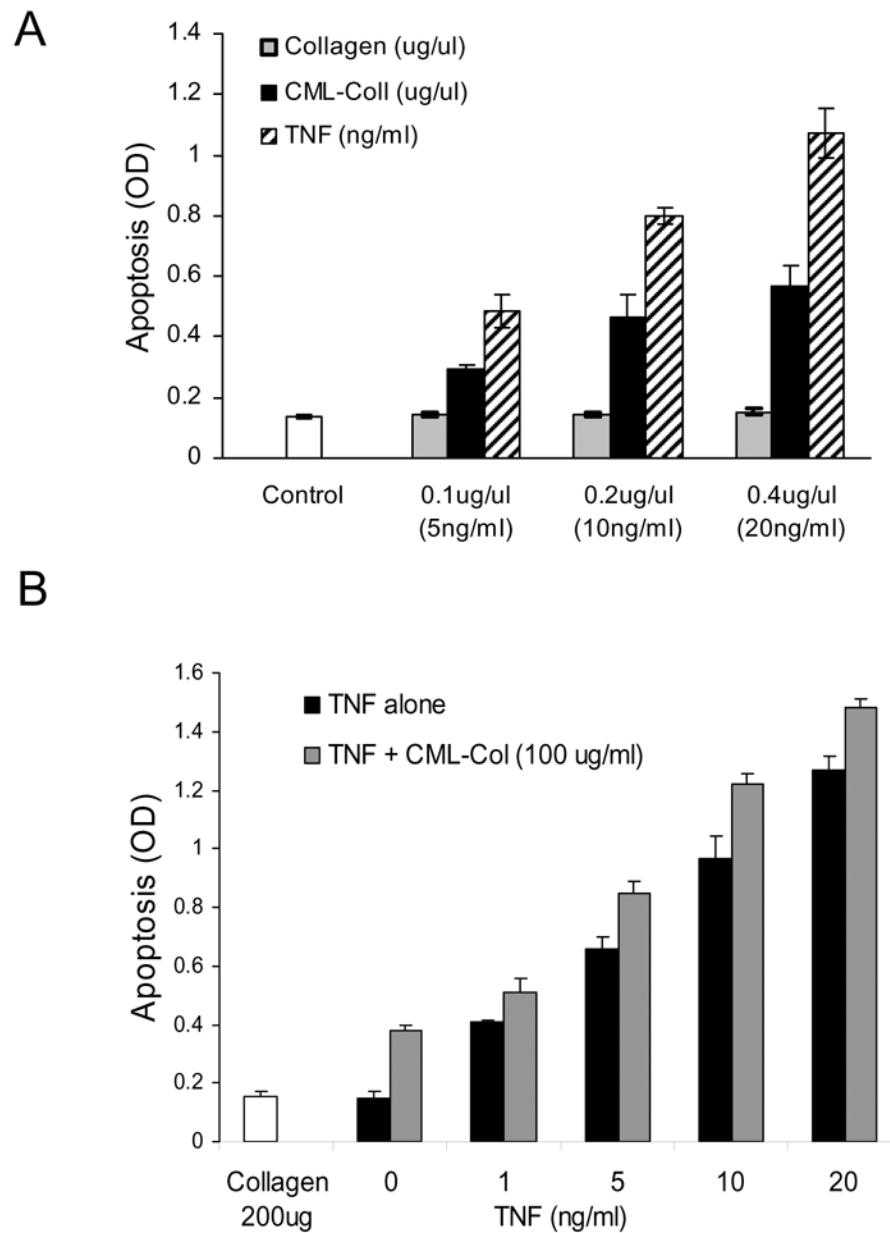 A
1.4
1.2
1
0.8
0.6
0.4
0.2
0
Apoptosis (OD)
Collagen (ug/ul)
CML-Coll (ug/ul)
TNF (ng/ml)
Control
0.1ug/ul
(5ng/ml)
0.2ug/ul
(10ng/ml)
0.4ug/ul
(20ng/ml)
B
1.6
1.4
1.2
1
0.8
0.6
0.4
0.2
0
Apoptosis (OD)
TNF alone
TNF + CML-Col (100 ug/ml)
Collagen 0 1 5 10 20
200ug TNF (ng/ml)